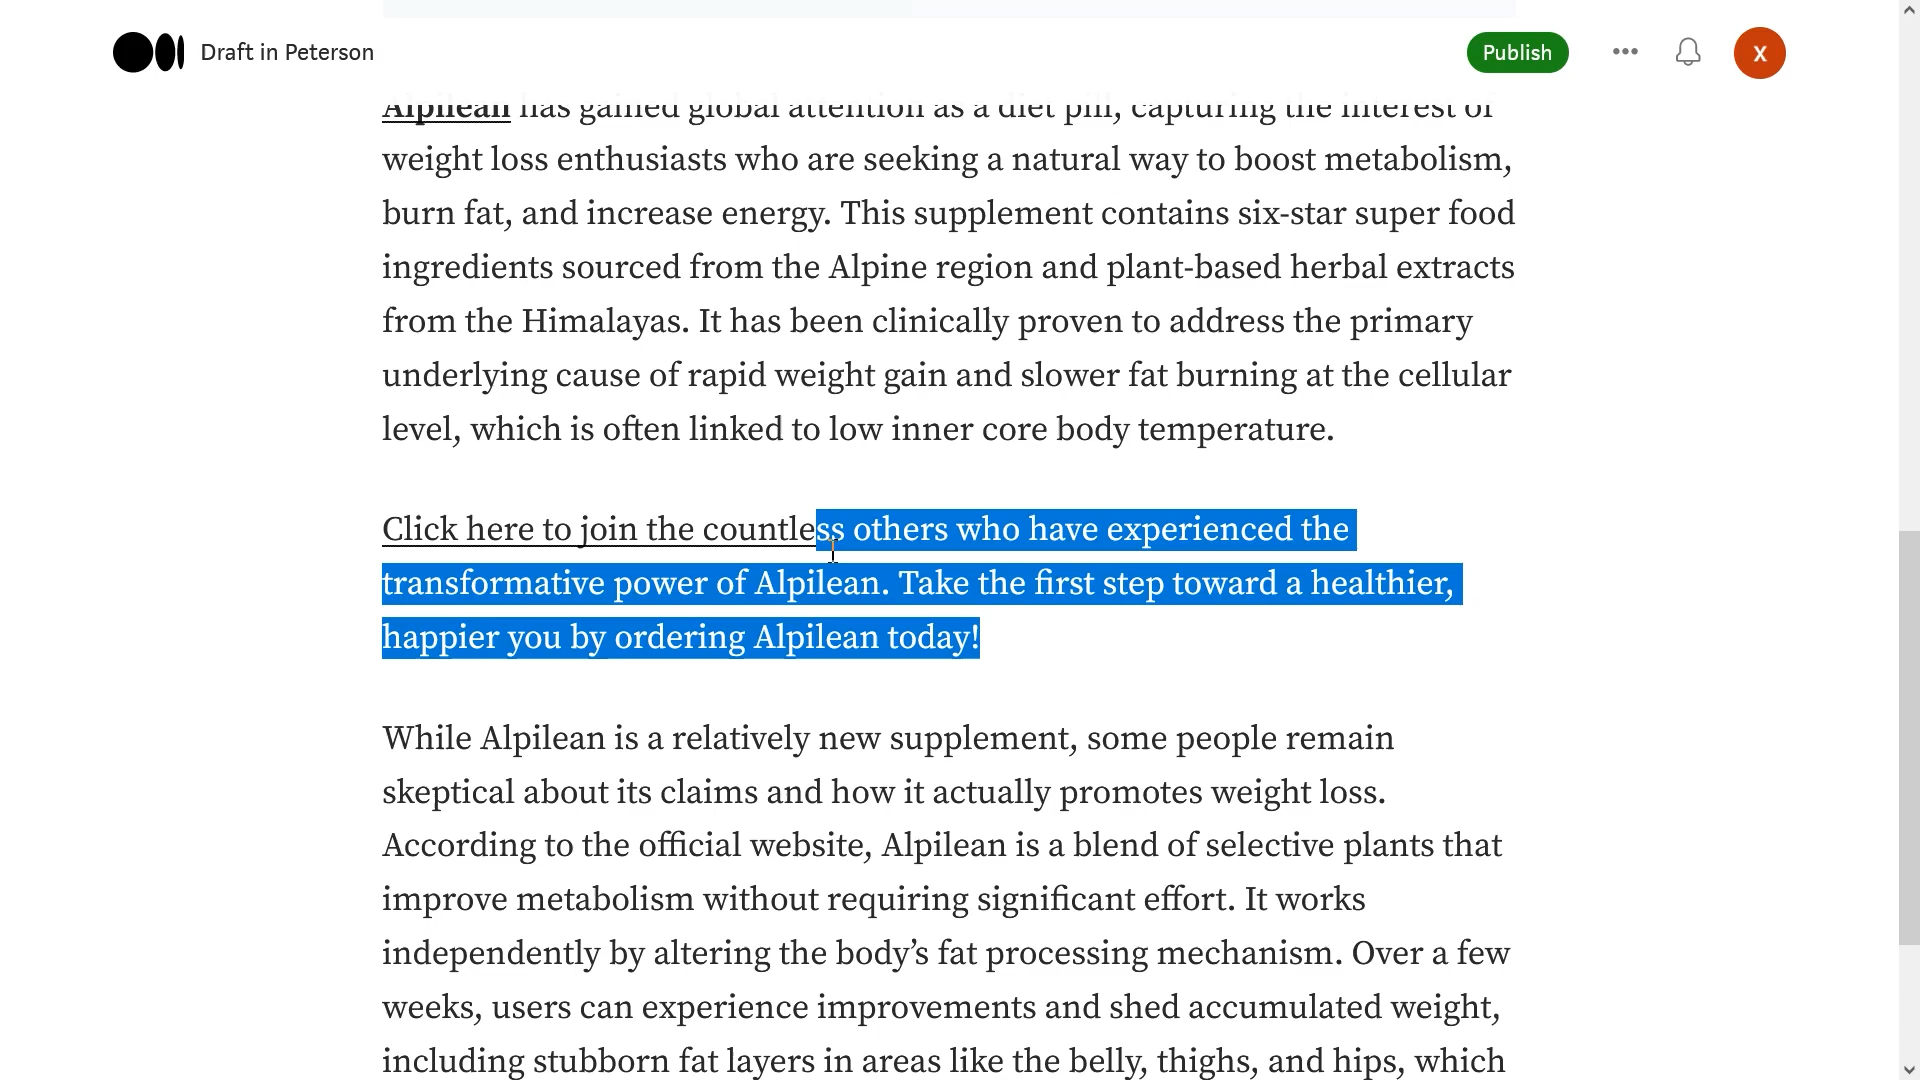 Draft in Peterson
Publish
X
Alpilean has gained global attention as a diet pill, capturing the interest of
weight loss enthusiasts who are seeking a natural way to boost metabolism,
burn fat, and increase energy. This supplement contains six-star super food
ingredients sourced from the Alpine region and plant-based herbal extracts
from the Himalayas. It has been clinically proven to address the primary
underlying cause of rapid weight gain and slower fat burning at the cellular
level, which is often linked to low inner core body temperature.
Click here to join the countless others who have experienced the
transformative power of Alpilean. Take the first step toward a healthier,
happier you by ordering Alpilean today!
While Alpilean is a relatively new supplement, some people remain
skeptical about its claims and how it actually promotes weight loss.
According to the official website, Alpilean is a blend of selective plants that
improve metabolism without requiring significant effort. It works
independently by altering the body’s fat processing mechanism. Over a few
weeks, users can experience improvements and shed accumulated weight,
including stubborn fat layers in areas like the belly, thighs, and hips, which